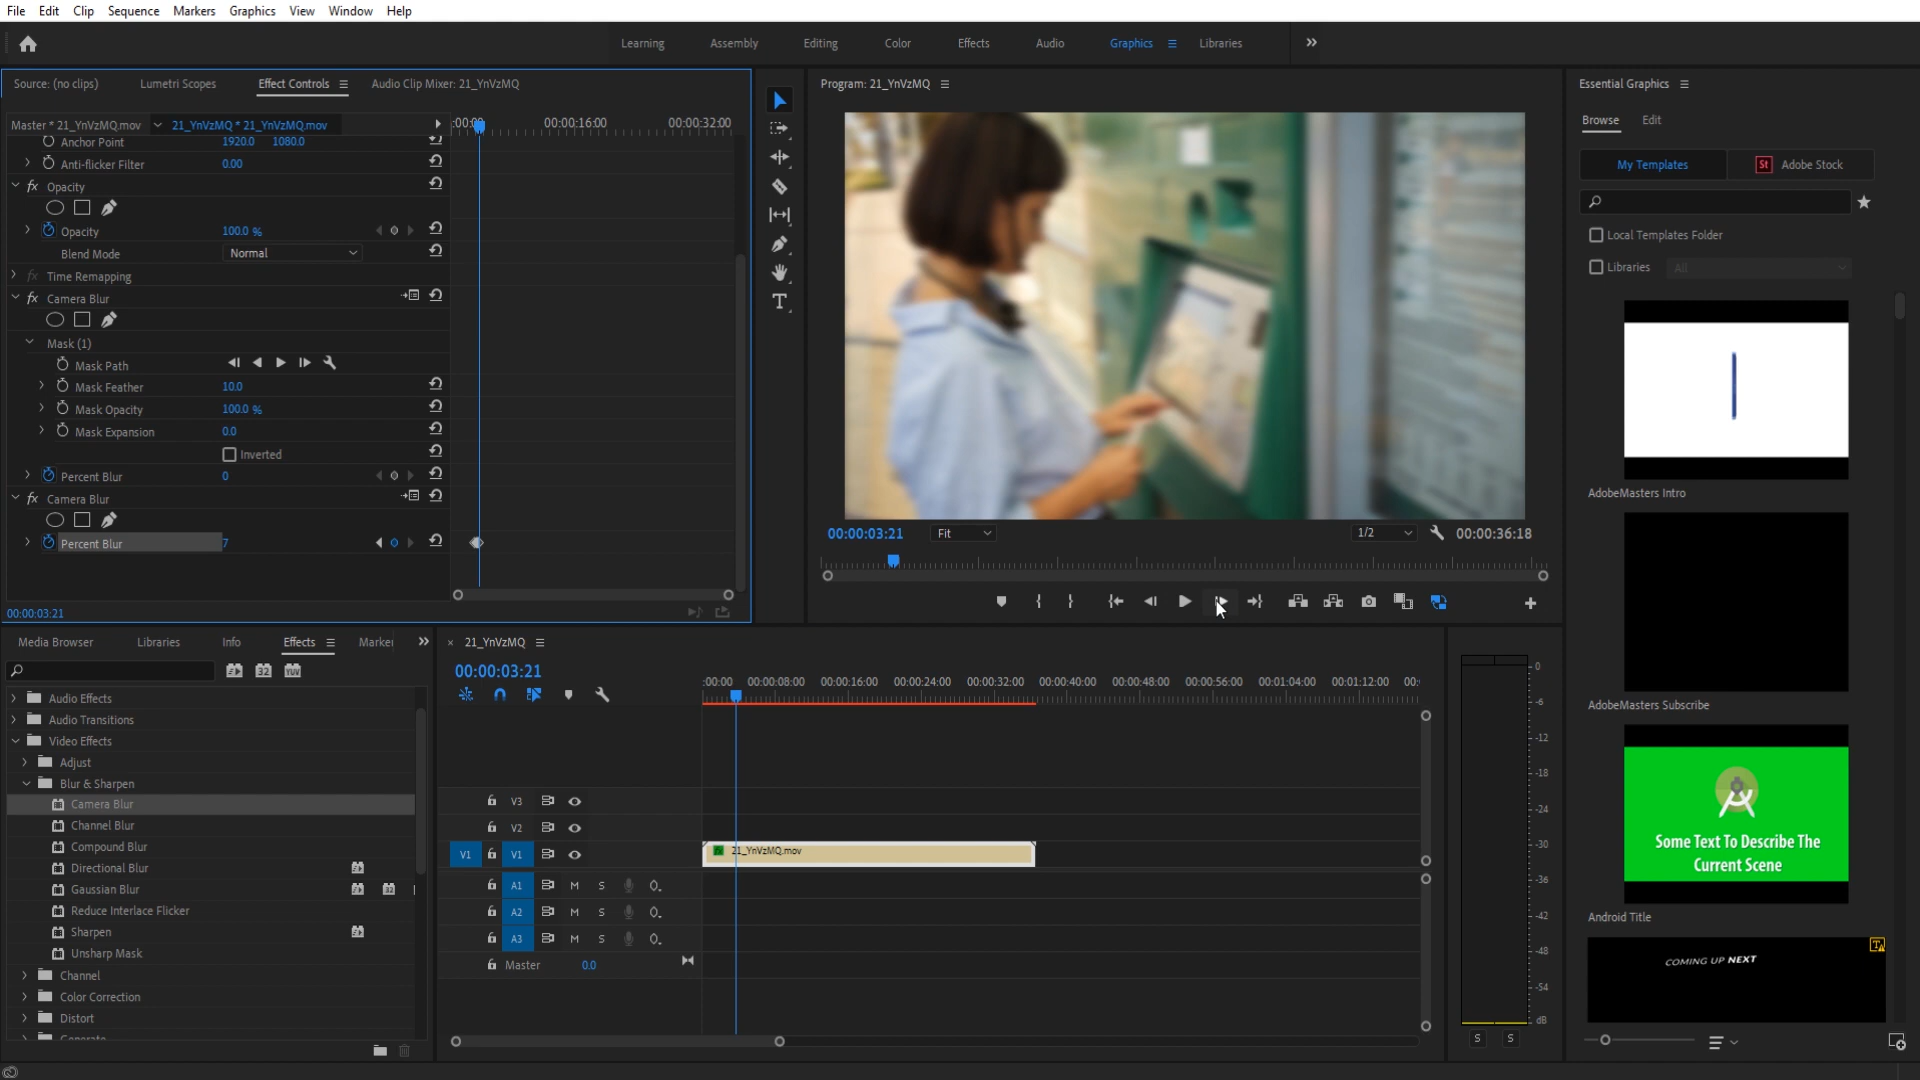 File Edit Clip Sequence Markers Graphics View Window Help
Learning Assembly Editing Color Effects Audio Graphics Libraries
Source: (no clips) Lumetri Scopes Effect Controls Audio Clip Mixer: 21_YnVzMQ
Master * 21_YnVzMQ.mov 21_YnVzMQ * 21_YnVzMQ.mov
:00:00 00:00:16:00 00:00:32:00
Anchor Point 1920.0 1080.0
Anti-flicker Filter 0.00
fx Opacity
Opacity 100.0 %
Blend Mode Normal
fx Time Remapping
fx Camera Blur
Mask (1)
Mask Path
Mask Feather 10.0
Mask Opacity 100.0 %
Mask Expansion 0.0
Inverted
Percent Blur 0
fx Camera Blur
Percent Blur 7
00:00:03:21
Program: 21_YnVzMQ
00:00:03:21 Fit 1/2 00:00:36:18
Essential Graphics
Browse Edit
My Templates St Adobe Stock
Local Templates Folder
Libraries All
AdobeMasters Intro
AdobeMasters Subscribe
Some Text To Describe The
Current Scene
Android Title
COMING UP NEXT
Media Browser Libraries Info Effects Marker
32 YUV
Audio Effects
Audio Transitions
Video Effects
Adjust
Blur & Sharpen
Camera Blur
Channel Blur
Compound Blur
Directional Blur
Gaussian Blur
Reduce Interlace Flicker
Sharpen
Unsharp Mask
Channel
Color Correction
Distort
Generate
× 21_YnVzMQ
00:00:03:21
:00:00 00:00:08:00 00:00:16:00 00:00:24:00 00:00:32:00 00:00:40:00 00:00:48:00 00:00:56:00 00:01:04:00 00:01:12:00 00:
V3
V2
V1 V1 fx 21_YnVzMQ.mov
A1 M S
A2 M S
A3 M S
Master 0.0
0
-6
-12
-18
-24
-30
-36
-42
-48
-54
dB
S S